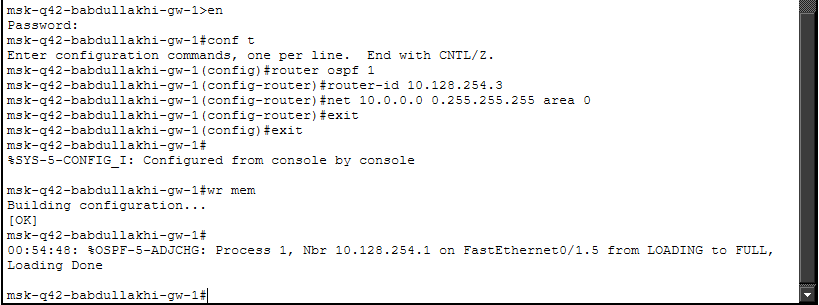 msk-q42-babdullakhi-gw-1>en
Password:
msk-q42-babdullakhi-gw-1#conf t
Enter configuration commands, one per line.  End with CNTL/Z.
msk-q42-babdullakhi-gw-1(config)#router ospf 1
msk-q42-babdullakhi-gw-1(config-router)#router-id 10.128.254.3
msk-q42-babdullakhi-gw-1(config-router)#net 10.0.0.0 0.255.255.255 area 0
msk-q42-babdullakhi-gw-1(config-router)#exit
msk-q42-babdullakhi-gw-1(config)#exit
msk-q42-babdullakhi-gw-1#
%SYS-5-CONFIG_I: Configured from console by console
msk-q42-babdullakhi-gw-1#wr mem
Building configuration...
[OK]
msk-q42-babdullakhi-gw-1#
00:54:48: %OSPF-5-ADJCHG: Process 1, Nbr 10.128.254.1 on FastEthernet0/1.5 from LOADING to FULL,
Loading Done
msk-q42-babdullakhi-gw-1#